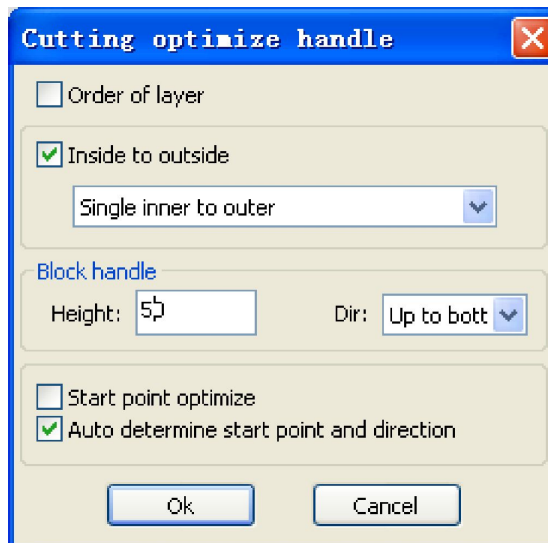 Cutting optimize handle
Order of layer
Inside to outside
Single inner to outer
Block handle
Height:
Dir: Up to bott
Start point optimize
Auto determine start point and direction
Ok
Cancel